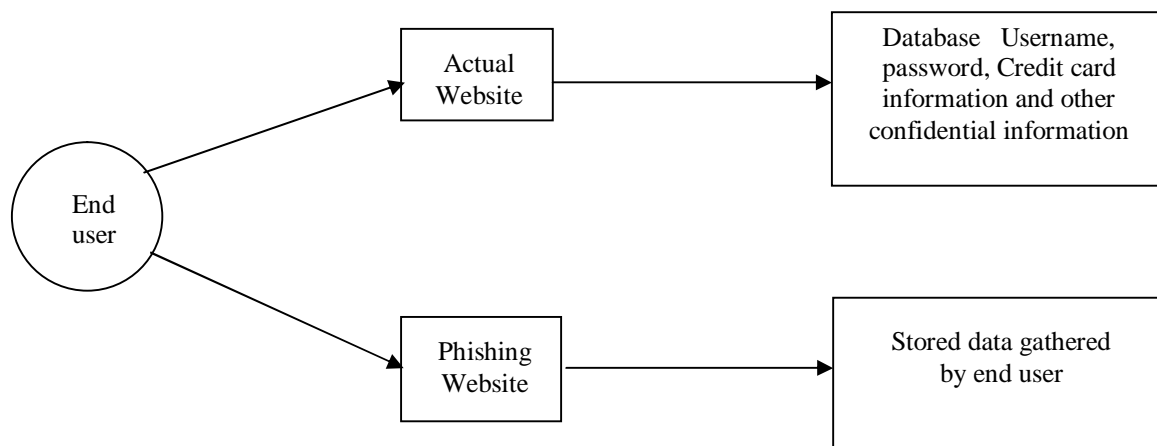 End
user
Actual
Website
Database Username,
password, Credit card
information and other
confidential information
Phishing
Website
Stored data gathered
by end user